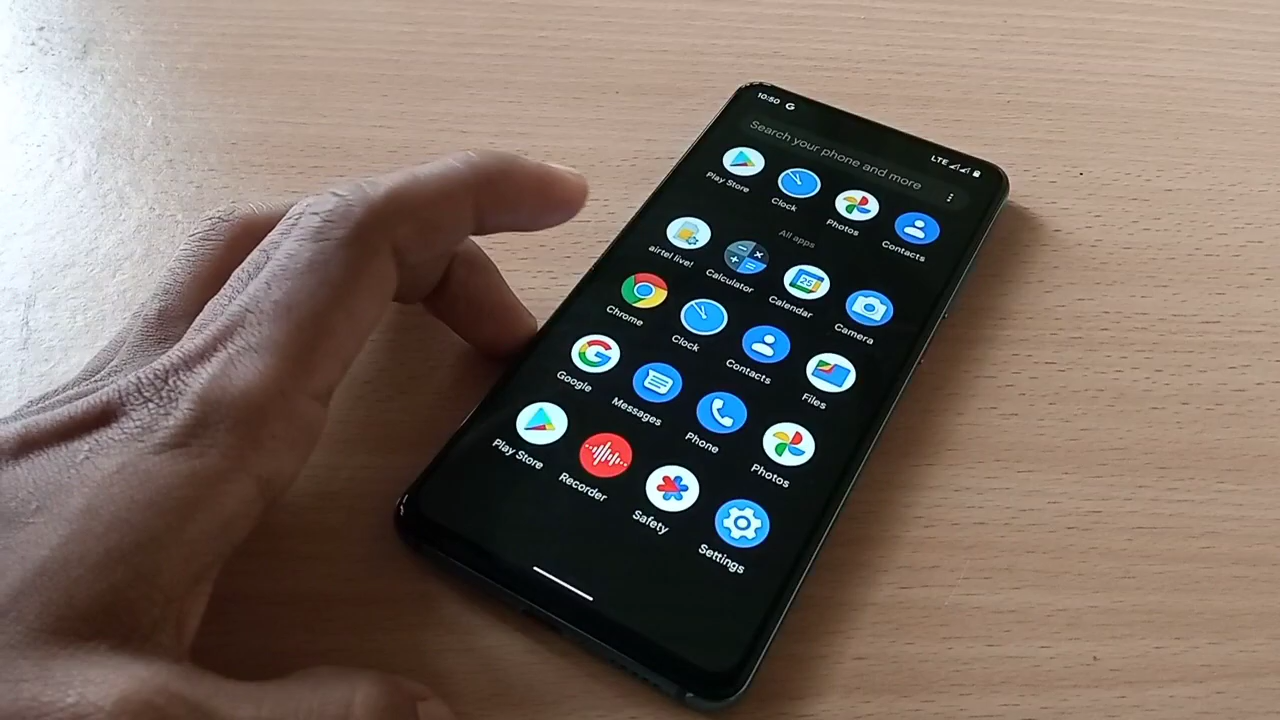 10:50 G
LTE
Search your phone and more
Play Store
Clock
Photos
Contacts
All apps
airtel live!
Calculator
25
Calendar
Camera
Chrome
Clock
Contacts
Files
Google
Messages
Phone
Photos
Play Store
Recorder
Safety
Settings